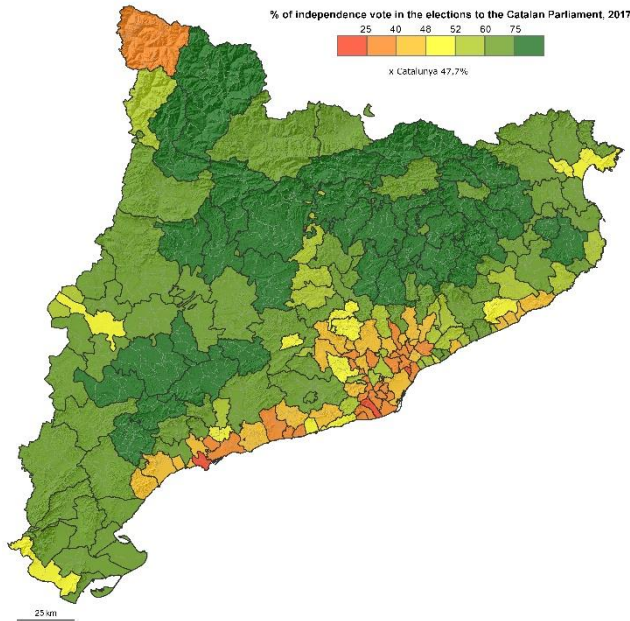 % of independence vote in the elections to the Catalan Parliament, 2017
25 40 48 52 60 75
x Catalunya 47,7%
25 km